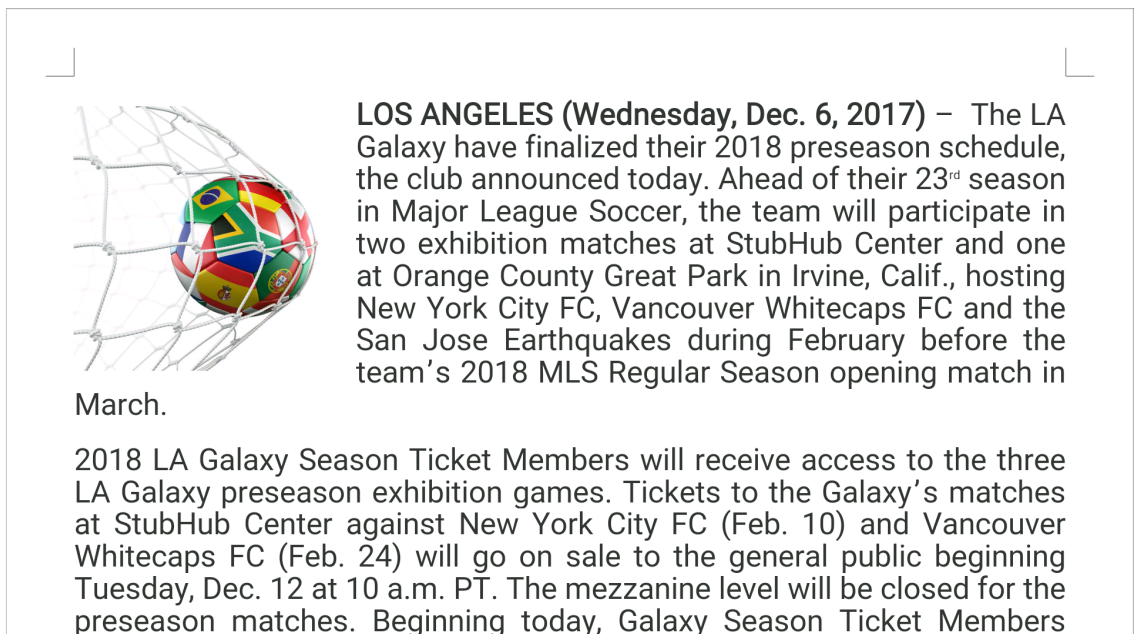 LOS ANGELES (Wednesday, Dec. 6, 2017) –  The LA
Galaxy have finalized their 2018 preseason schedule,
the club announced today. Ahead of their 23rd season
in Major League Soccer, the team will participate in
two exhibition matches at StubHub Center and one
at Orange County Great Park in Irvine, Calif., hosting
New York City FC, Vancouver Whitecaps FC and the
San Jose Earthquakes during February before the
team’s 2018 MLS Regular Season opening match in
March.
2018 LA Galaxy Season Ticket Members will receive access to the three
LA Galaxy preseason exhibition games. Tickets to the Galaxy’s matches
at StubHub Center against New York City FC (Feb. 10) and Vancouver
Whitecaps FC (Feb. 24) will go on sale to the general public beginning
Tuesday, Dec. 12 at 10 a.m. PT. The mezzanine level will be closed for the
preseason matches. Beginning today, Galaxy Season Ticket Members